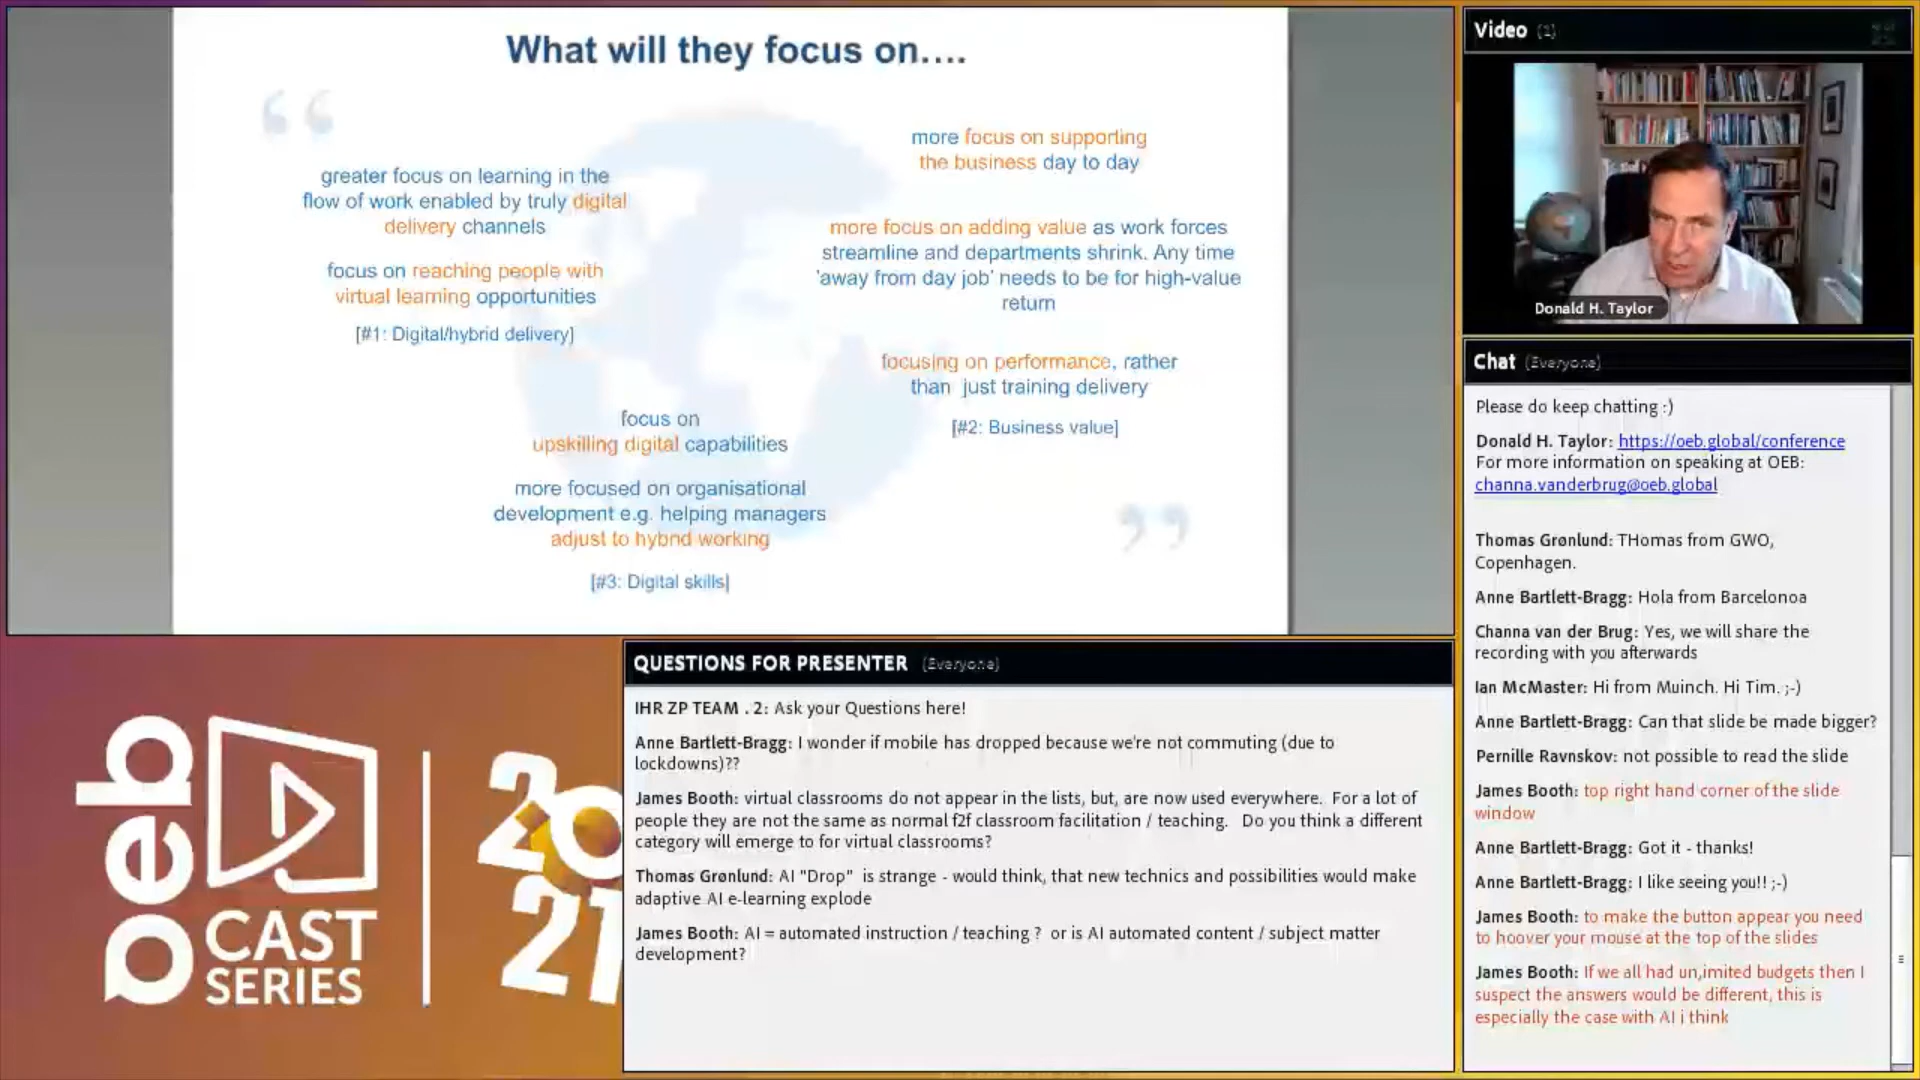 What will they focus on....
“
greater focus on learning in the
flow of work enabled by truly digital
delivery channels
focus on reaching people with
virtual learning opportunities
[#1: Digital/hybrid delivery]
more focus on supporting
the business day to day
more focus on adding value as work forces
streamline and departments shrink. Any time
'away from day job' needs to be for high-value
return
focusing on performance, rather
than just training delivery
[#2: Business value]
focus on
upskilling digital capabilities
more focused on organisational
development e.g. helping managers
adjust to hybrid working
[#3: Digital skills]
”
Video (1)
Donald H. Taylor
Chat (Everyone)
Please do keep chatting :)
Donald H. Taylor: https://oeb.global/conference
For more information on speaking at OEB:
channa.vanderbrug@oeb.global
Thomas Grønlund: THomas from GWO,
Copenhagen.
Anne Bartlett-Bragg: Hola from Barcelonoa
Channa van der Brug: Yes, we will share the
recording with you afterwards
Ian McMaster: Hi from Muinch. Hi Tim. ;-)
Anne Bartlett-Bragg: Can that slide be made bigger?
Pernille Ravnskov: not possible to read the slide
James Booth: top right hand corner of the slide
window
Anne Bartlett-Bragg: Got it - thanks!
Anne Bartlett-Bragg: I like seeing you!! ;-)
James Booth: to make the button appear you need
to hoover your mouse at the top of the slides
James Booth: If we all had un,imited budgets then I
suspect the answers would be different, this is
especially the case with AI i think
oeb
CAST
SERIES
20
21
QUESTIONS FOR PRESENTER (Everyone)
IHR ZP TEAM . 2: Ask your Questions here!
Anne Bartlett-Bragg: I wonder if mobile has dropped because we're not commuting (due to
lockdowns)??
James Booth: virtual classrooms do not appear in the lists, but, are now used everywhere. For a lot of
people they are not the same as normal f2f classroom facilitation / teaching. Do you think a different
category will emerge to for virtual classrooms?
Thomas Grønlund: AI "Drop" is strange - would think, that new technics and possibilities would make
adaptive AI e-learning explode
James Booth: AI = automated instruction / teaching ? or is AI automated content / subject matter
development?